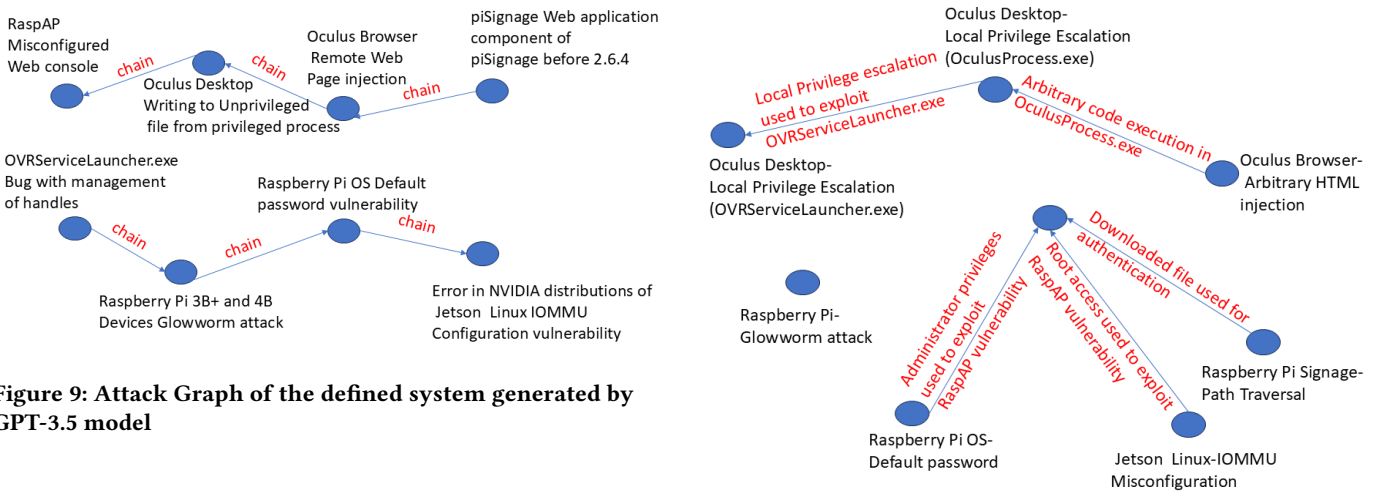 RaspAP
Misconfigured
Web console
chain
Oculus Desktop
Writing to Unprivileged
file from privileged process
chain
Oculus Browser
Remote Web
Page injection
chain
piSignage Web application
component of
piSignage before 2.6.4
OVRServiceLauncher.exe
Bug with management
of handles
chain
Raspberry Pi 3B+ and 4B
Devices Glowworm attack
chain
Raspberry Pi OS Default
password vulnerability
chain
Error in NVIDIA distributions of
Jetson Linux IOMMU
Configuration vulnerability
Figure 9: Attack Graph of the defined system generated by
GPT-3.5 model
Oculus Desktop-
Local Privilege Escalation
(OculusProcess.exe)
Local Privilege escalation
used to exploit
OVRServiceLauncher.exe
Arbitrary code execution in
OculusProcess.exe
Oculus Desktop-
Local Privilege Escalation
(OVRServiceLauncher.exe)
Oculus Browser-
Arbitrary HTML
injection
Raspberry Pi-
Glowworm attack
Administrator privileges
used to exploit
RaspAP vulnerability
Root access used to exploit
RaspAP vulnerability
Downloaded file used for
authentication
Raspberry Pi Signage-
Path Traversal
Raspberry Pi OS-
Default password
Jetson Linux-IOMMU
Misconfiguration